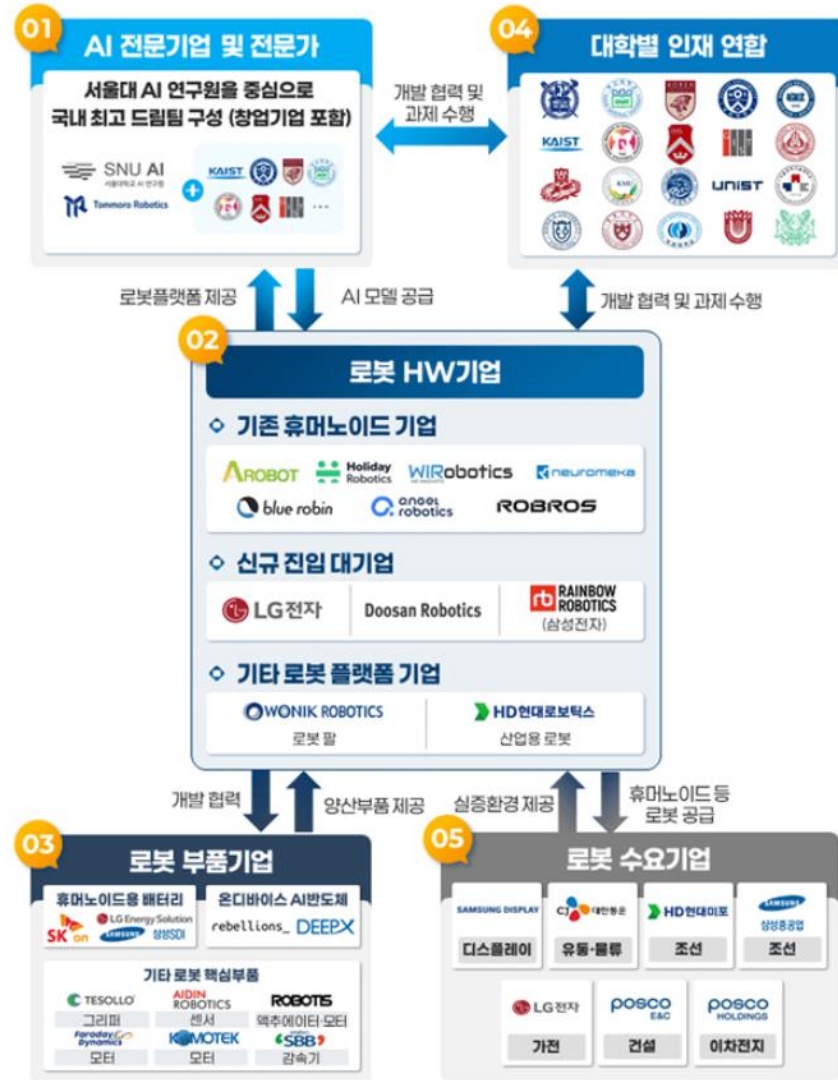 01
AI 전문기업 및 전문가
서울대 AI 연구원을 중심으로
국내 최고 드림팀 구성 (창업기업 포함)
SNU AI
서울대학교 AI 연구원
Tommoro Robotics
+
KAIST
...
개발 협력 및
과제 수행
04
대학별 인재 연합
KAIST
UNIST
로봇플랫폼 제공
AI 모델 공급
개발 협력 및 과제 수행
02
로봇 HW기업
기존 휴머노이드 기업
AROBOT
Holiday
Robotics
WIRobotics
neuromeka
blue robin
angel
robotics
ROBROS
신규 진입 대기업
LG전자
Doosan Robotics
RAINBOW
ROBOTICS
(삼성전자)
기타 로봇 플랫폼 기업
WONIK ROBOTICS
로봇 팔
HD현대로보틱스
산업용 로봇
개발 협력
양산부품 제공
실증환경 제공
휴머노이드 등
로봇 공급
03
로봇 부품기업
휴머노이드용 배터리
SK on
LG Energy Solution
SAMSUNG
삼성SDI
온디바이스 AI반도체
rebellions_
DEEPX
기타 로봇 핵심부품
TESOLLO
그리퍼
AIDIN
ROBOTICS
센서
ROBOTIS
액추에이터·모터
Faraday
Dynamics
모터
KOMOTEK
모터
SBB
감속기
05
로봇 수요기업
SAMSUNG DISPLAY
디스플레이
CJ 대한통운
유통·물류
HD현대미포
조선
SAMSUNG
삼성중공업
조선
LG전자
가전
posco
E&C
건설
posco
HOLDINGS
이차전지